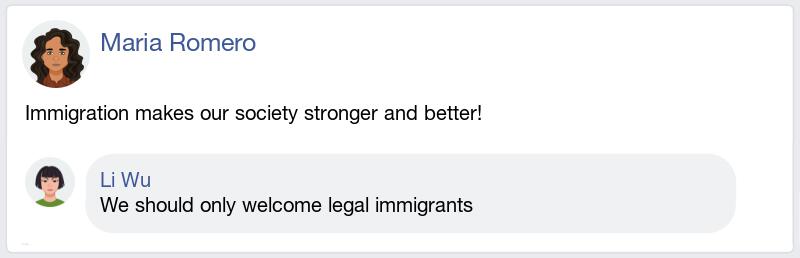 Maria Romero
Immigration makes our society stronger and better!
Li Wu
We should only welcome legal immigrants